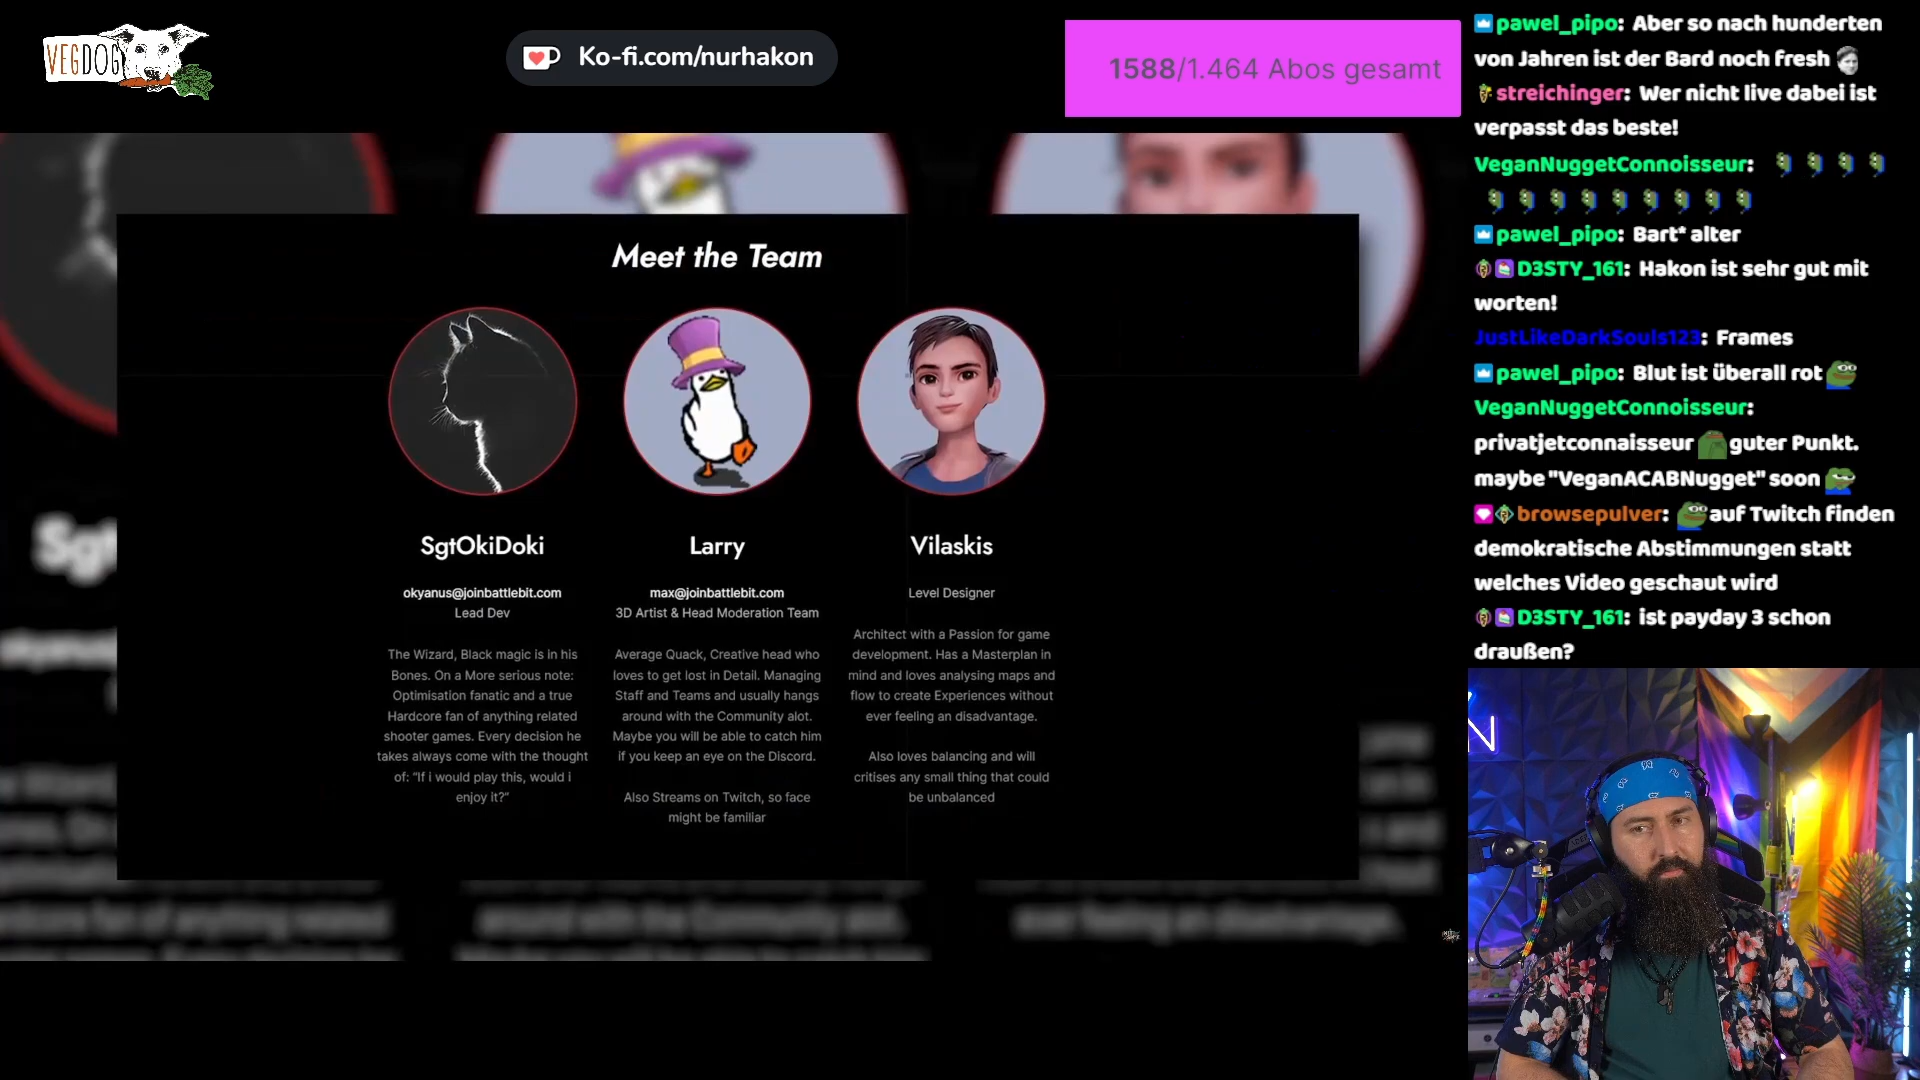 VEGDOG
Ko-fi.com/nurhakon
1588/1.464 Abos gesamt
Meet the Team
SgtOkiDoki
okyanus@joinbattlebit.com
Lead Dev
The Wizard, Black magic is in his
Bones. On a More serious note:
Optimisation fanatic and a true
Hardcore fan of anything related
shooter games. Every decision he
takes always come with the thought
of: “If i would play this, would i
enjoy it?”
Larry
max@joinbattlebit.com
3D Artist & Head Moderation Team
Average Quack, Creative head who
loves to get lost in Detail. Managing
Staff and Teams and usually hangs
around with the Community alot.
Maybe you will be able to catch him
if you keep an eye on the Discord.
Also Streams on Twitch, so face
might be familiar
Vilaskis
Level Designer
Architect with a Passion for game
development. Has a Masterplan in
mind and loves analysing maps and
flow to create Experiences without
ever feeling an disadvantage.
Also loves balancing and will
critises any small thing that could
be unbalanced
pawel_pipo: Aber so nach hunderten
von Jahren ist der Bard noch fresh
streichinger: Wer nicht live dabei ist
verpasst das beste!
VeganNuggetConnoisseur:
pawel_pipo: Bart* alter
D3STY_161: Hakon ist sehr gut mit
worten!
JustLikeDarkSouls123: Frames
pawel_pipo: Blut ist überall rot
VeganNuggetConnoisseur:
privatjetconnaisseur guter Punkt.
maybe "VeganACABNugget" soon
browsepulver: auf Twitch finden
demokratische Abstimmungen statt
welches Video geschaut wird
D3STY_161: ist payday 3 schon
draußen?
N